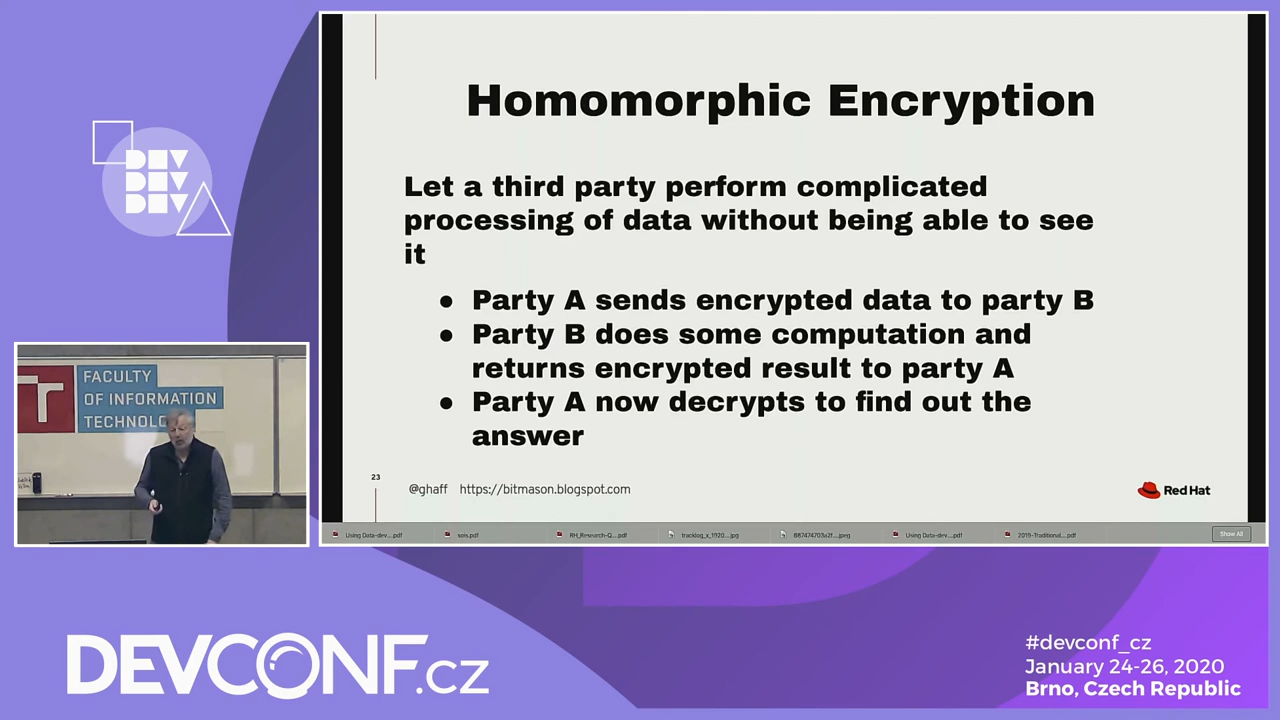 DEV
DEV
DEV
Homomorphic Encryption
Let a third party perform complicated
processing of data without being able to see
it
● Party A sends encrypted data to party B
● Party B does some computation and
returns encrypted result to party A
● Party A now decrypts to find out the
answer
23
@ghaff https://bitmason.blogspot.com
Red Hat
Using Data-dev....pdf
sois.pdf
RH_Research-Q....pdf
tracklog_x_1920....jpg
Using Data-dev....pdf
2019-Traditional....pdf
Show All
FACULTY
OF INFORMATION
TECHNOLO
DEVCONF.cz
#devconf_cz
January 24-26, 2020
Brno, Czech Republic